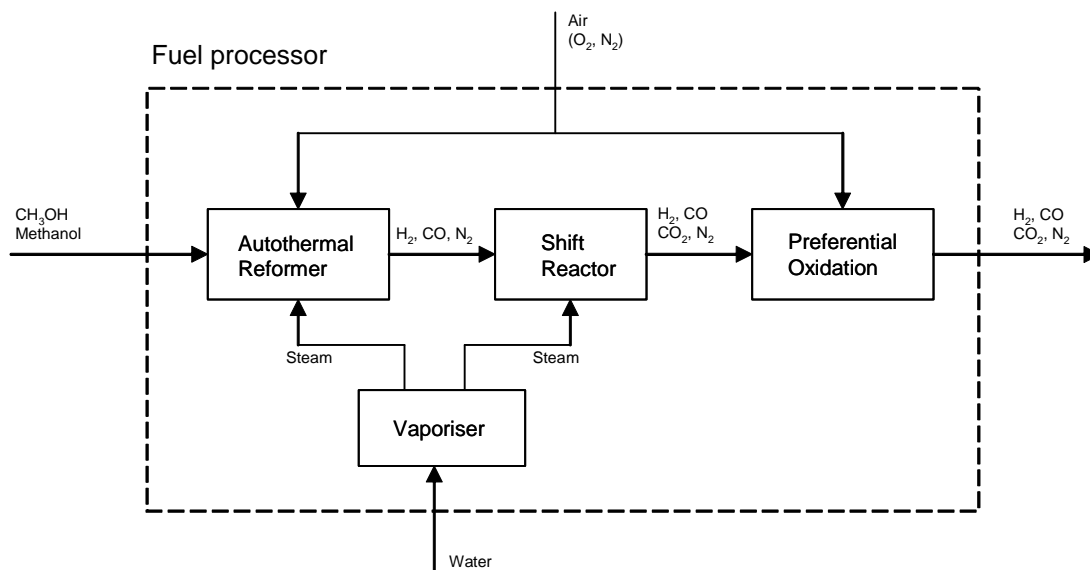 Air
(O₂, N₂)
Fuel processor
CH₃OH
Methanol
Autothermal
Reformer
H₂, CO, N₂
Shift
Reactor
H₂, CO
CO₂, N₂
Preferential
Oxidation
H₂, CO
CO₂, N₂
Steam
Steam
Vaporiser
Water